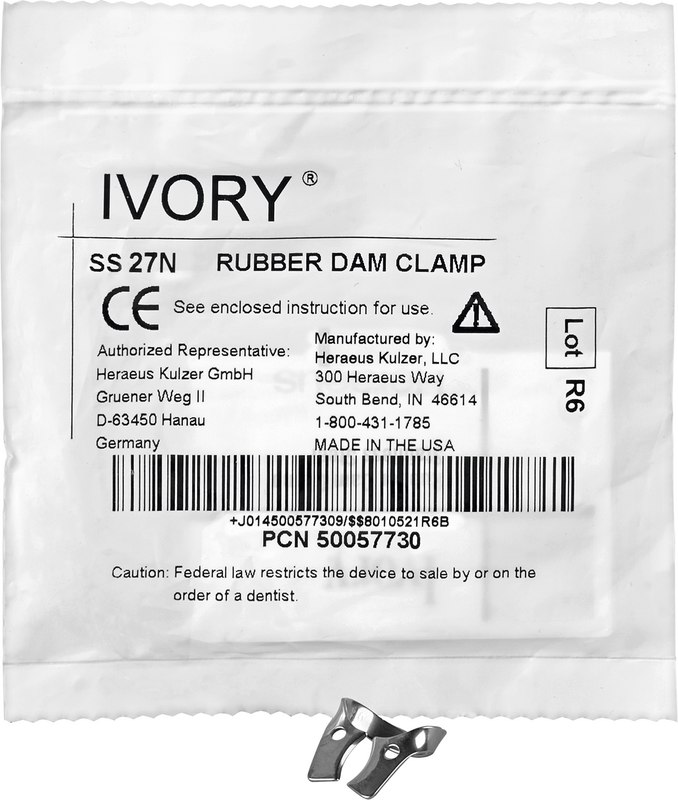 IVORY®
SS 27N RUBBER DAM CLAMP
CE See enclosed instruction for use.
Authorized Representative:
Heraeus Kulzer GmbH
Gruener Weg II
D-63450 Hanau
Germany
Manufactured by:
Heraeus Kulzer, LLC
300 Heraeus Way
South Bend, IN 46614
1-800-431-1785
MADE IN THE USA
Lot R6
+J014500577309/$$8010521R6B
PCN 50057730
Caution: Federal law restricts the device to sale by or on the
order of a dentist.